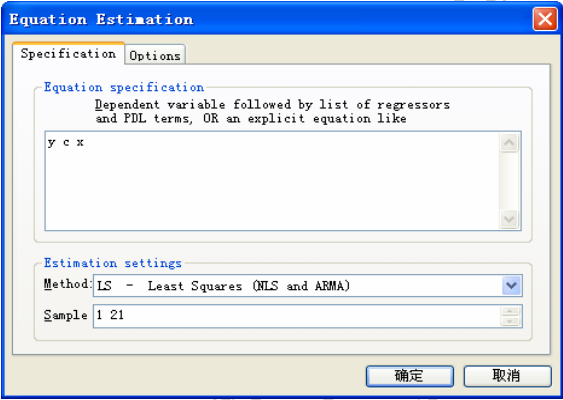 Equation Estimation
Specification Options
Equation specification
Dependent variable followed by list of regressors
and PDL terms, OR an explicit equation like
y c x
Estimation settings
Method: LS - Least Squares (NLS and ARMA)
Sample 1 21
确定 取消